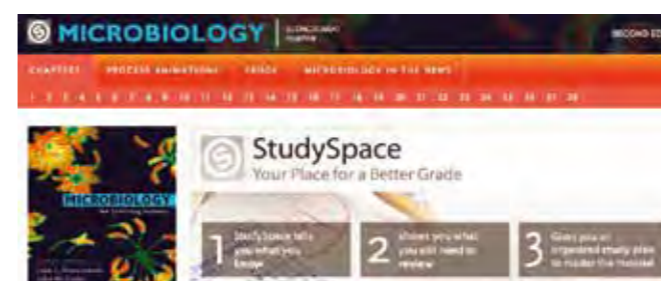 MICROBIOLOGY
SECOND ED
CHAPTERS PROCESS ANIMATIONS MICROBIOLOGY IN THE NEWS
1 2 3 4 5 6 7 8 9 10 11 12 13 14 15 16 17 18 19 20 21 22 23 24 25 26 27 28
MICROBIOLOGY
StudySpace
Your Place for a Better Grade
1 StudySpace tells
you what you
know
2 Shows you what
you still need to
review
3 Gives you an
organized study plan
to master the material